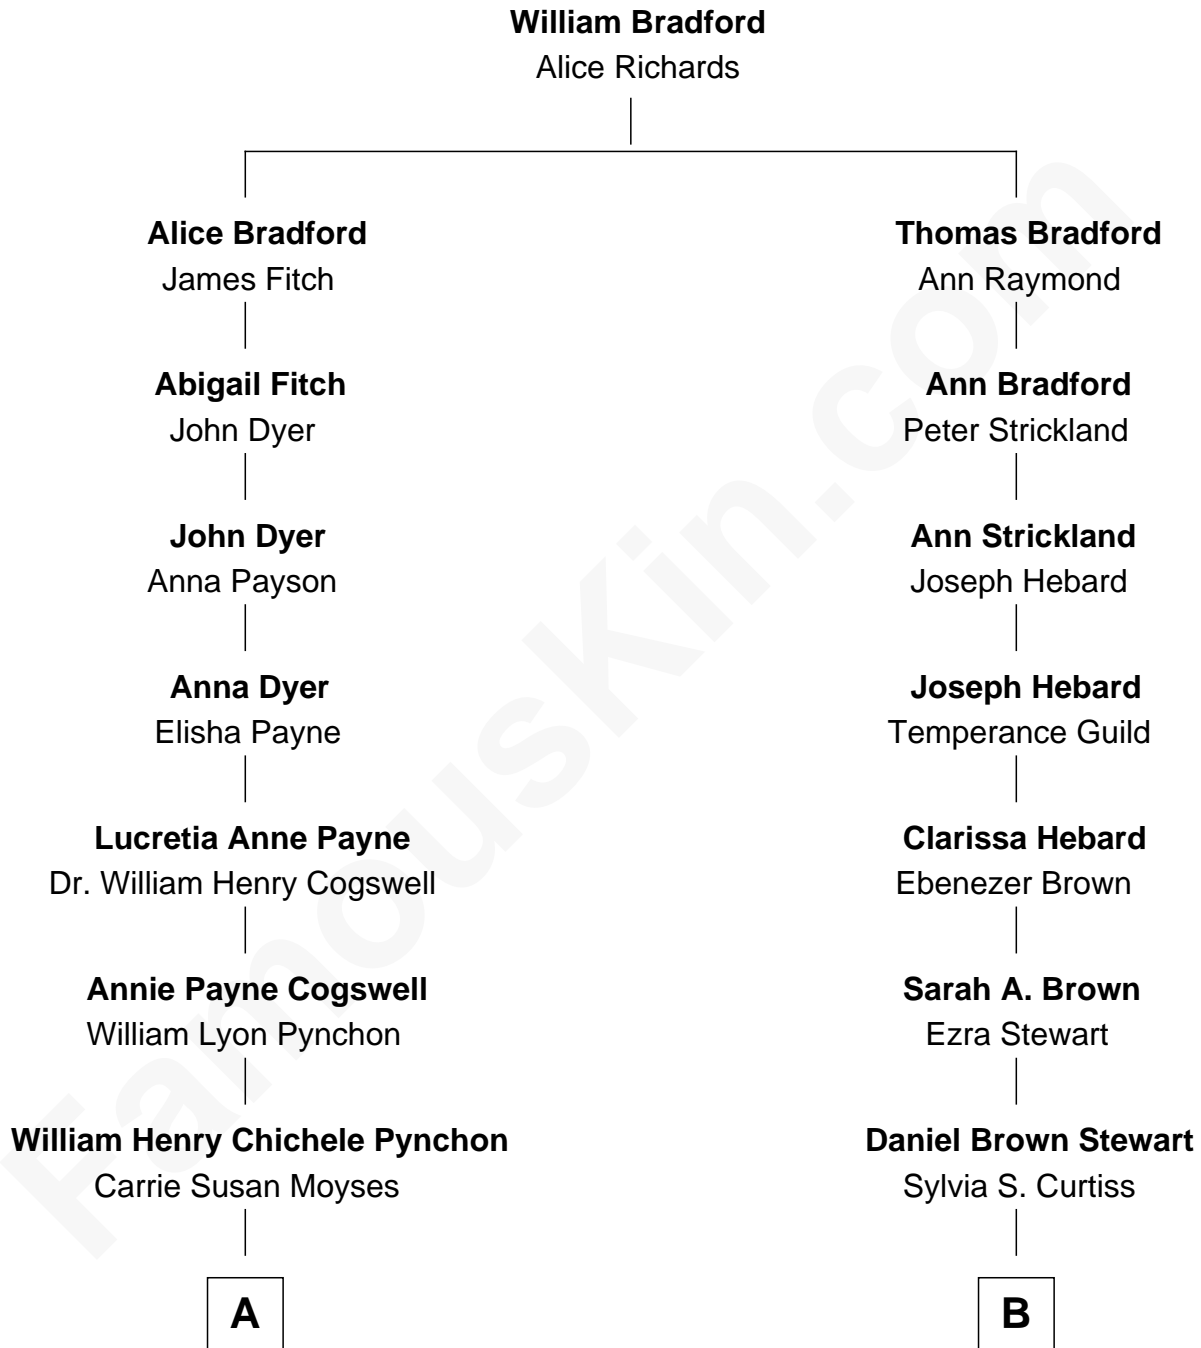 William Bradford
Alice Richards
Alice Bradford
James Fitch
Thomas Bradford
Ann Raymond
Abigail Fitch
John Dyer
Ann Bradford
Peter Strickland
John Dyer
Anna Payson
Ann Strickland
Joseph Hebard
Anna Dyer
Elisha Payne
Joseph Hebard
Temperance Guild
Lucretia Anne Payne
Dr. William Henry Cogswell
Clarissa Hebard
Ebenezer Brown
Annie Payne Cogswell
William Lyon Pynchon
Sarah A. Brown
Ezra Stewart
William Henry Chichele Pynchon
Carrie Susan Moyses
Daniel Brown Stewart
Sylvia S. Curtiss
A
B
FamousKin.com